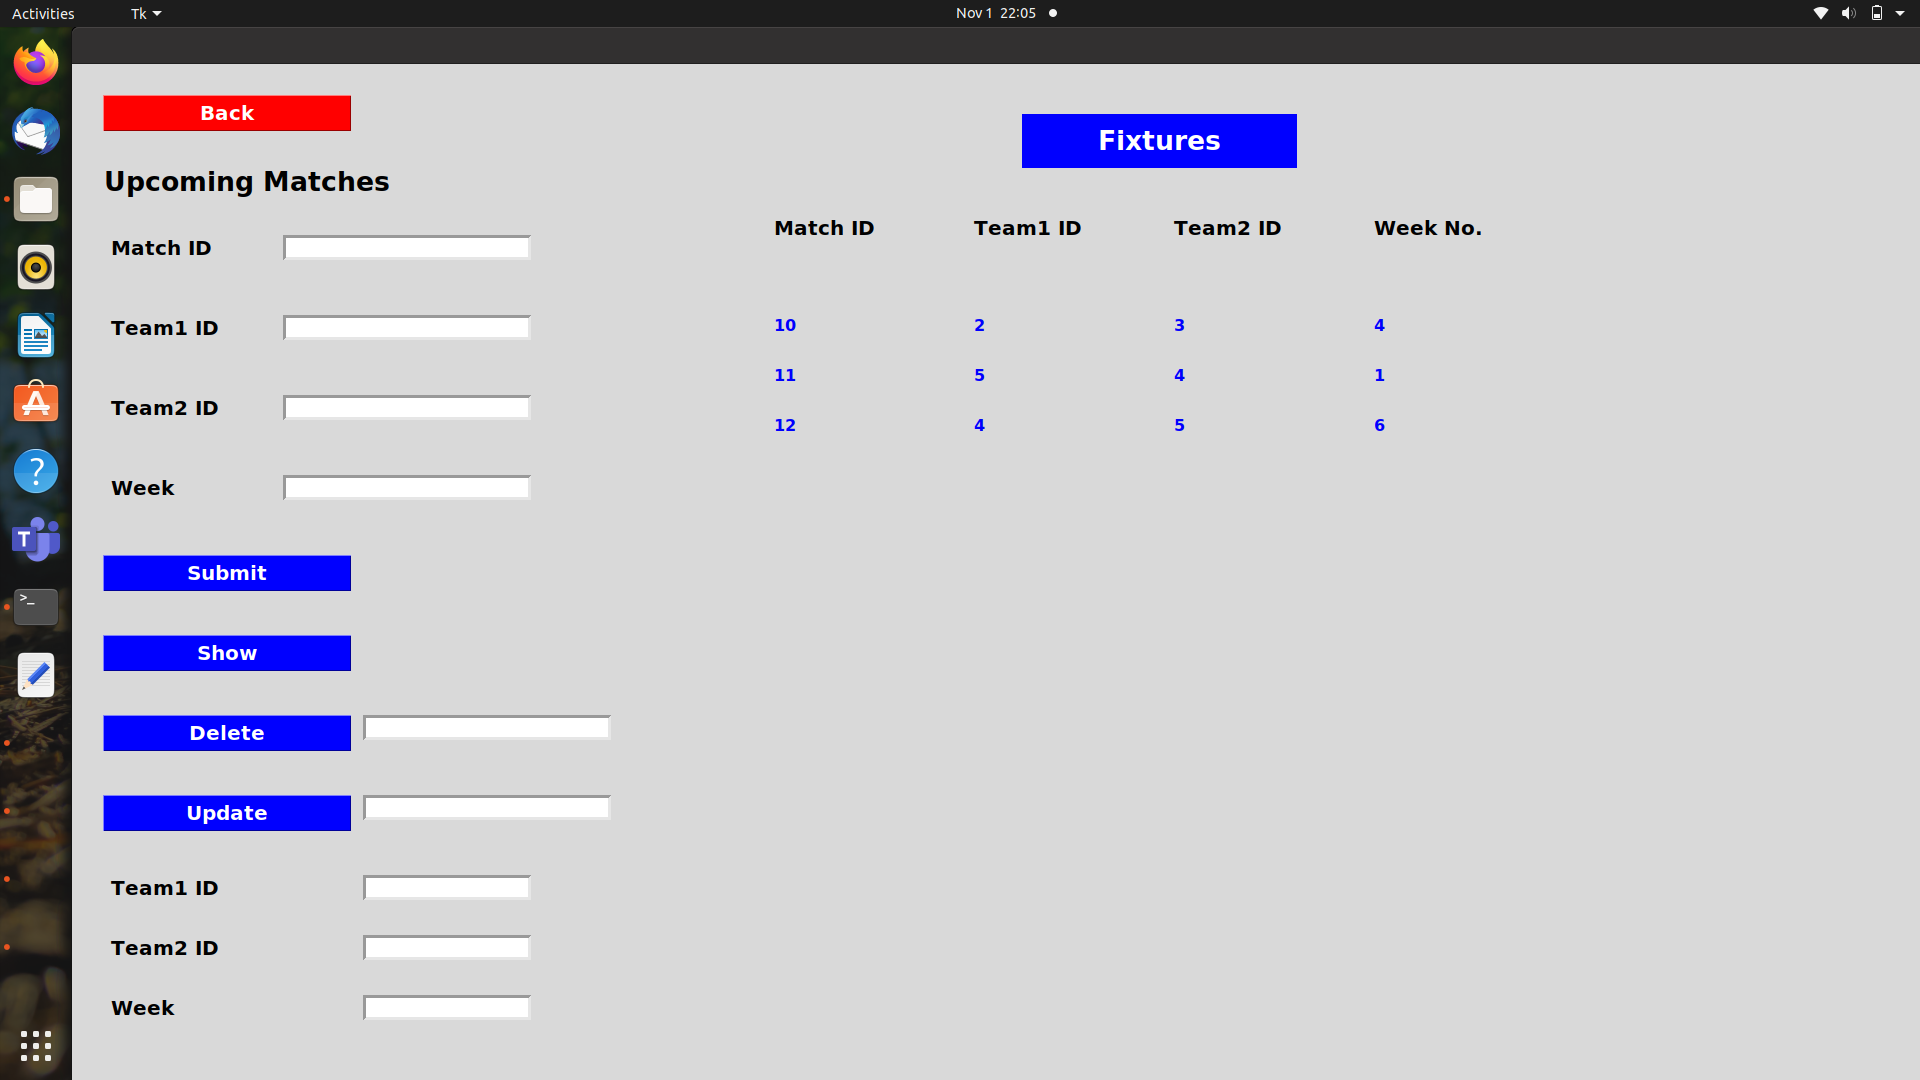 Activities
Tk
Nov 1 22:05
Back
Fixtures
Upcoming Matches
Match ID
Team1 ID
Team2 ID
Week
Match ID Team1 ID Team2 ID Week No.
10 2 3 4
11 5 4 1
12 4 5 6
Submit
Show
Delete
Update
Team1 ID
Team2 ID
Week
A
?
T
>_